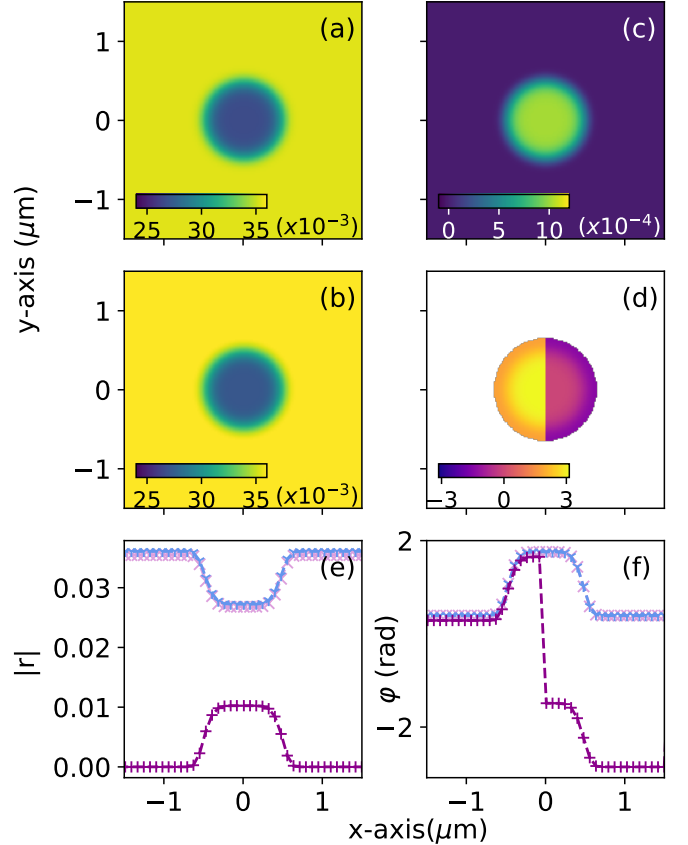 (a)
1
0
−1
25 30 35 (x10⁻³)
(c)
0 5 10 (x10⁻⁴)
y-axis (μm)
(b)
1
0
−1
25 30 35 (x10⁻³)
(d)
−3 0 3
(e)
|r|
0.03
0.02
0.01
0.00
−1 0 1
(f)
φ (rad)
2
−2
−1 0 1
x-axis(μm)